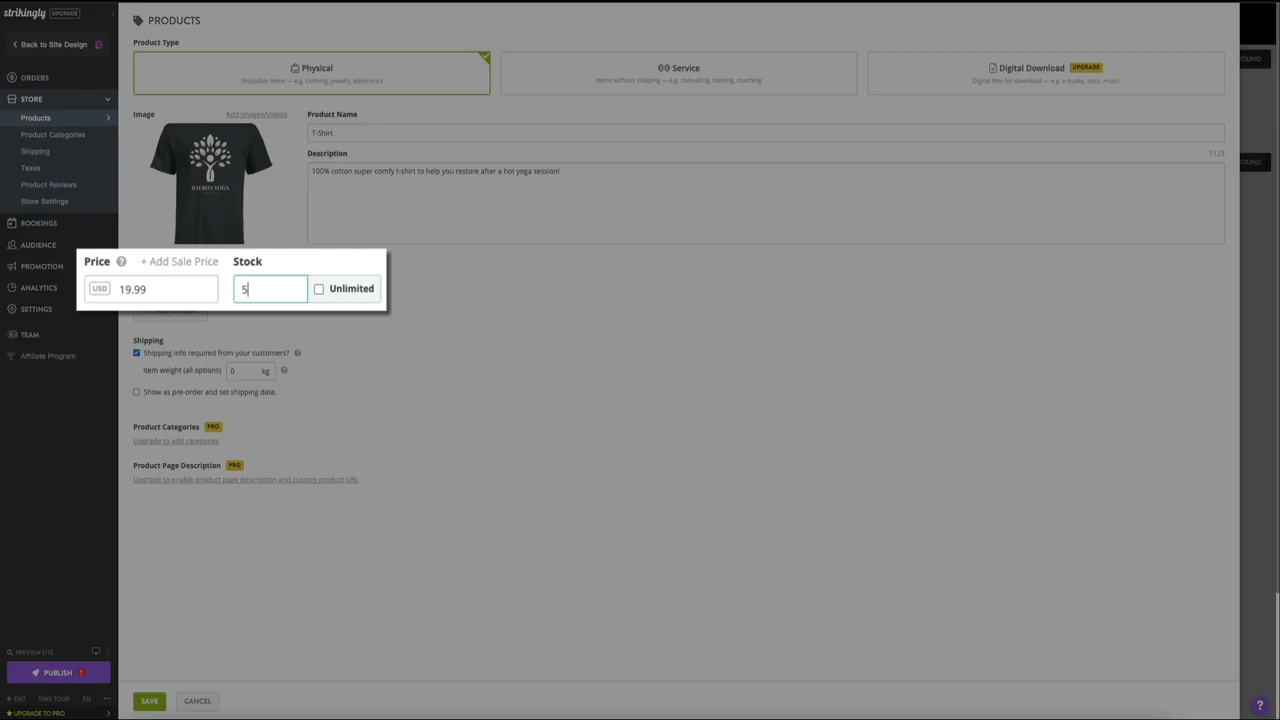 strikingly UPGRADE
Back to Site Design
ORDERS
STORE
Products
Product Categories
Shipping
Taxes
Product Reviews
Store Settings
BOOKINGS
AUDIENCE
PROMOTION
ANALYTICS
SETTINGS
TEAM
Affiliate Program
PREVIEW SITE
PUBLISH
EXIT TAKE TOUR EN
UPGRADE TO PRO
PRODUCTS
Product Type
Physical
Shippable items — e.g. clothing, jewelry, electronics
Service
Items without shipping — e.g. consulting, training, coaching
Digital Download UPGRADE
Digital files for download — e.g. e-books, docs, music
Image Add images/videos
BALBOA YOGA
Product Name
T-Shirt
Description 1123
100% cotton super comfy t-shirt to help you restore after a hot yoga session!
Price ? + Add Sale Price Stock
USD 19.99 5 Unlimited
Shipping
Shipping info required from your customers? ?
Item weight (all options) 0 kg ?
Show as pre-order and set shipping date.
Product Categories PRO
Upgrade to add categories
Product Page Description PRO
Upgrade to enable product page description and custom product URL
SAVE CANCEL
OUND
OUND
?